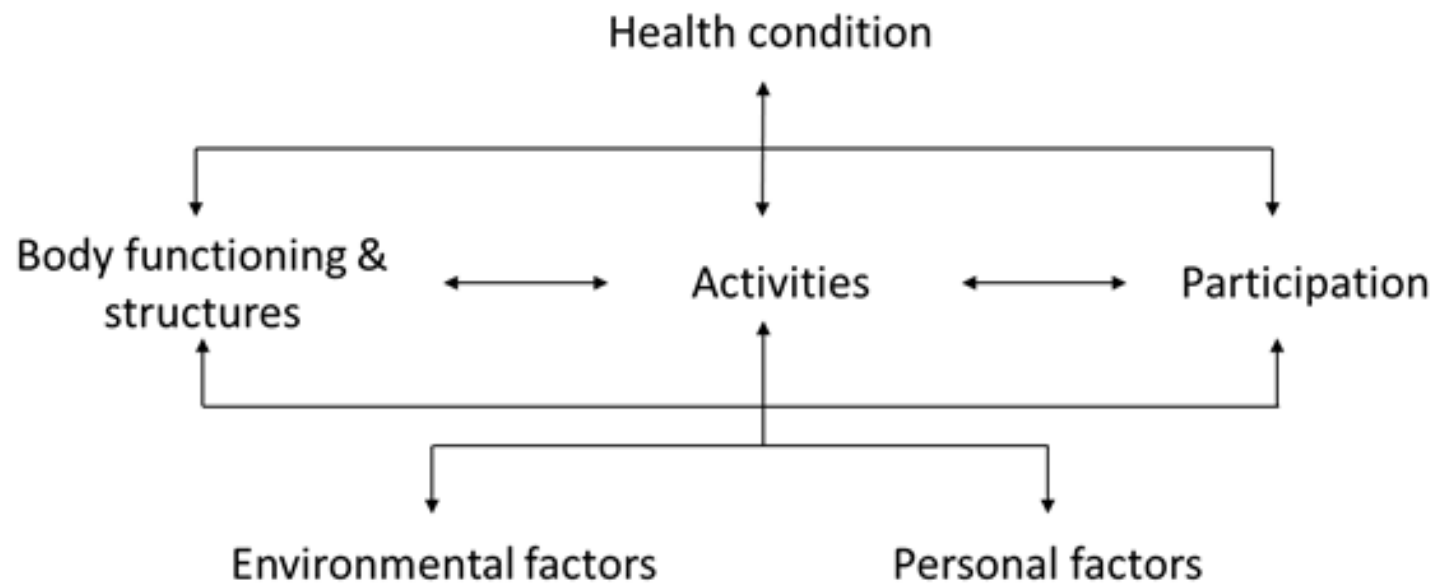 Health condition
Body functioning &
structures
Activities
Participation
Environmental factors
Personal factors